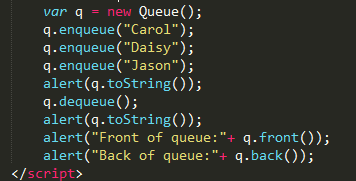 var q = new Queue();
q.enqueue("Carol");
q.enqueue("Daisy");
q.enqueue("Jason");
alert(q.toString());
q.dequeue();
alert(q.toString());
alert("Front of queue:"+ q.front());
alert("Back of queue:"+ q.back());
</script>